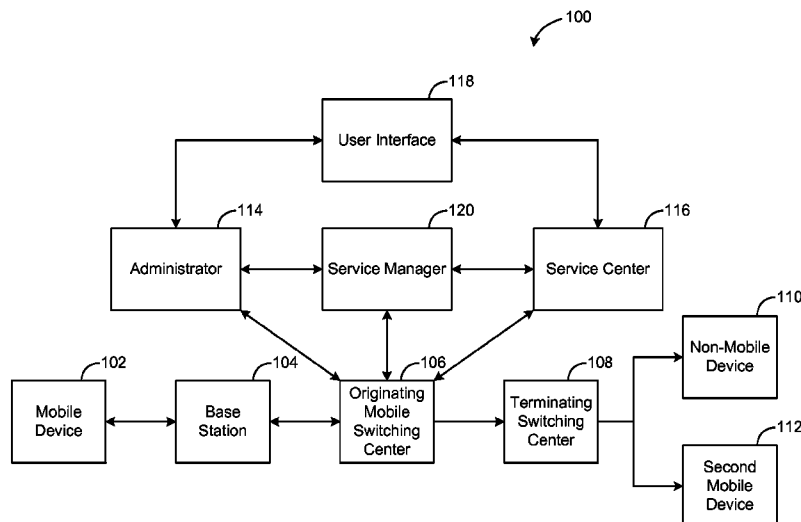 100
118
User Interface
114
120
116
Administrator
Service Manager
Service Center
110
Non-Mobile
Device
102
104
106
108
Mobile
Device
Base
Station
Originating
Mobile
Switching
Center
Terminating
Switching
Center
112
Second
Mobile
Device